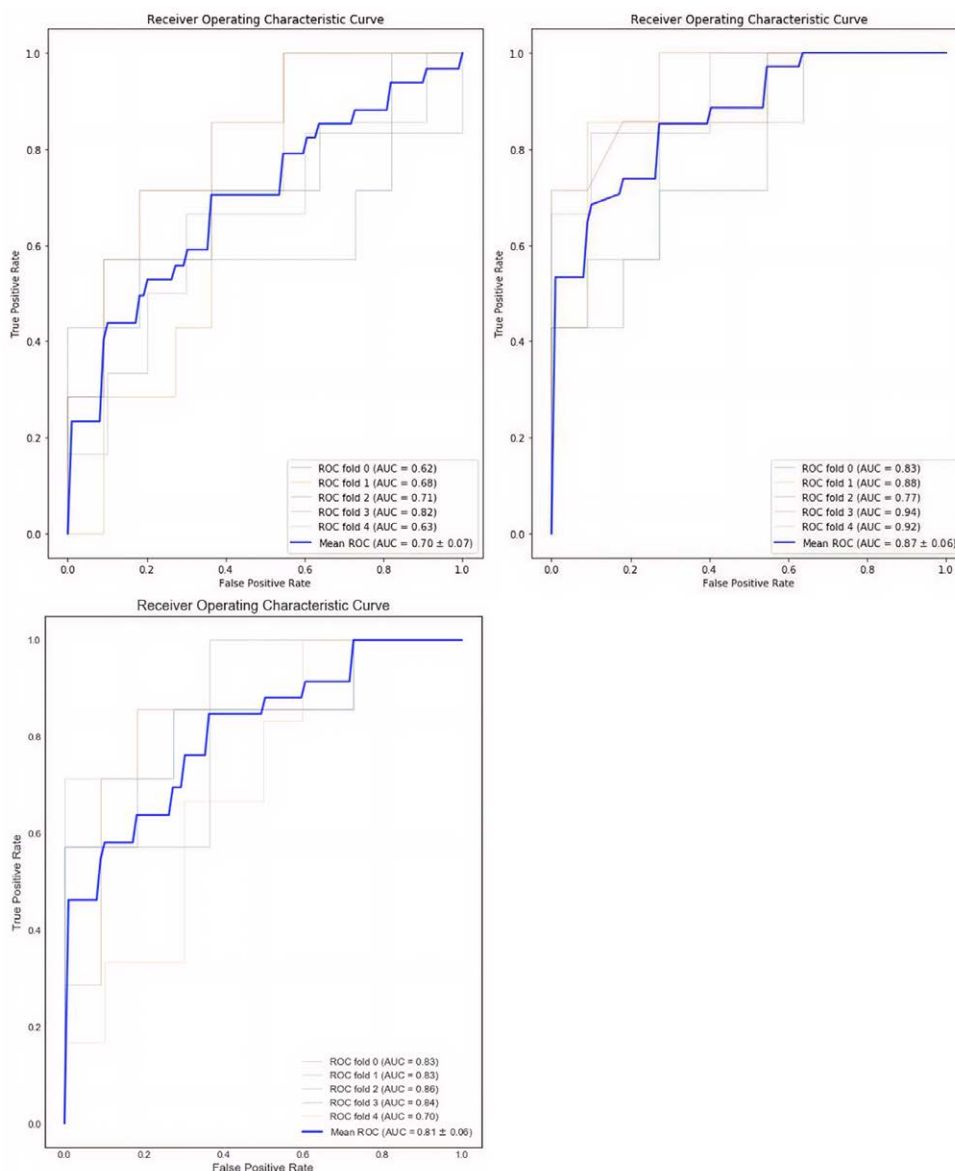 Receiver Operating Characteristic Curve
True Positive Rate
1.0
0.8
0.6
0.4
0.2
0.0
ROC fold 0 (AUC = 0.62)
ROC fold 1 (AUC = 0.68)
ROC fold 2 (AUC = 0.71)
ROC fold 3 (AUC = 0.82)
ROC fold 4 (AUC = 0.63)
Mean ROC (AUC = 0.70 ± 0.07)
0.0 0.2 0.4 0.6 0.8 1.0
False Positive Rate
Receiver Operating Characteristic Curve
True Positive Rate
1.0
0.8
0.6
0.4
0.2
0.0
ROC fold 0 (AUC = 0.83)
ROC fold 1 (AUC = 0.88)
ROC fold 2 (AUC = 0.77)
ROC fold 3 (AUC = 0.94)
ROC fold 4 (AUC = 0.92)
Mean ROC (AUC = 0.87 ± 0.06)
0.0 0.2 0.4 0.6 0.8 1.0
False Positive Rate
Receiver Operating Characteristic Curve
True Positive Rate
1.0
0.8
0.6
0.4
0.2
0.0
ROC fold 0 (AUC = 0.83)
ROC fold 1 (AUC = 0.83)
ROC fold 2 (AUC = 0.86)
ROC fold 3 (AUC = 0.84)
ROC fold 4 (AUC = 0.70)
Mean ROC (AUC = 0.81 ± 0.06)
0.0 0.2 0.4 0.6 0.8 1.0
False Positive Rate